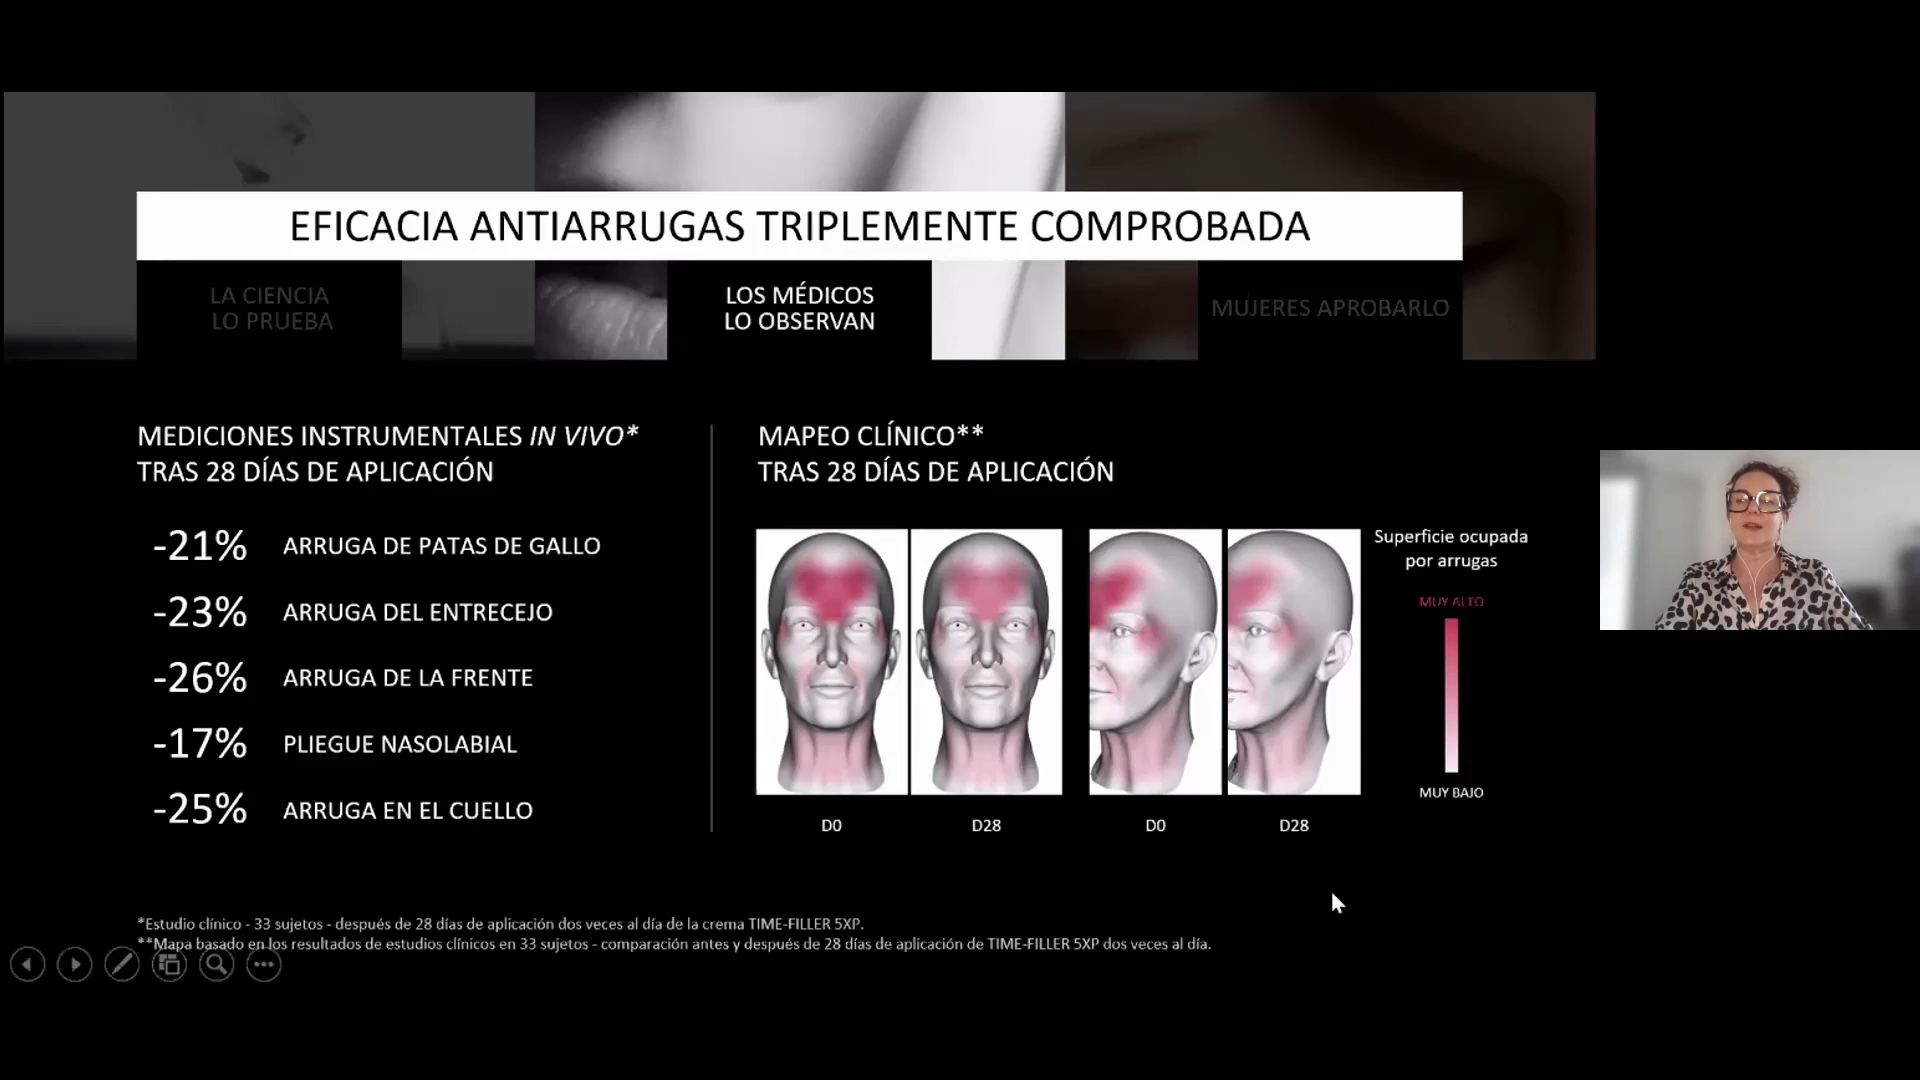 EFICACIA ANTIARRUGAS TRIPLEMENTE COMPROBADA
LA CIENCIA
LO PRUEBA
LOS MÉDICOS
LO OBSERVAN
MUJERES APROBARLO
MEDICIONES INSTRUMENTALES IN VIVO*
TRAS 28 DÍAS DE APLICACIÓN
-21% ARRUGA DE PATAS DE GALLO
-23% ARRUGA DEL ENTRECEJO
-26% ARRUGA DE LA FRENTE
-17% PLIEGUE NASOLABIAL
-25% ARRUGA EN EL CUELLO
MAPEO CLÍNICO**
TRAS 28 DÍAS DE APLICACIÓN
Superficie ocupada
por arrugas
MUY ALTO
MUY BAJO
D0 D28 D0 D28
*Estudio clínico - 33 sujetos - después de 28 días de aplicación dos veces al día de la crema TIME-FILLER 5XP.
**Mapa basado en los resultados de estudios clínicos en 33 sujetos - comparación antes y después de 28 días de aplicación de TIME-FILLER 5XP dos veces al día.